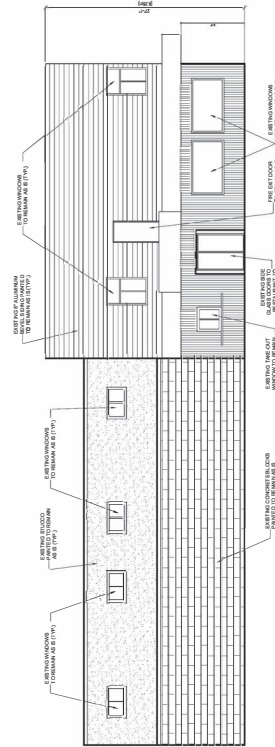 EXISTING WINDOWS
TO REMAIN AS IS (TYP.)
EXISTING STUCCO
PAINTED TO REMAIN
AS IS (TYP.)
EXISTING WINDOWS
TO REMAIN AS IS (TYP.)
EXISTING 8" ALUMINUM
BEVEL SIDING PAINTED
TO REMAIN AS IS (TYP.)
EXISTING WINDOWS
TO REMAIN AS IS (TYP.)
EXISTING CONCRETE BLOCKS
PAINTED TO REMAIN AS IS
EXISTING TAKE OUT
WINDOW TO REMAIN
EXISTING SIDE
GLASS DOORS TO
FIRE EXIT DOOR
EXISTING WINDOWS